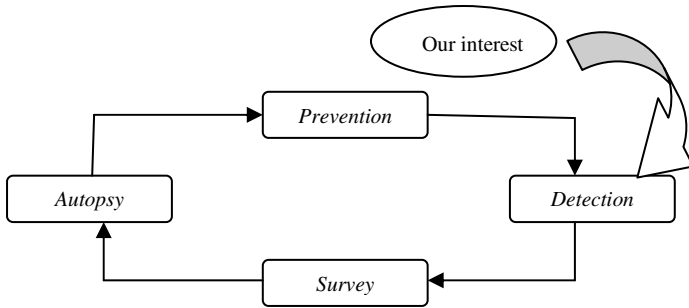 Our interest
Prevention
Autopsy
Detection
Survey